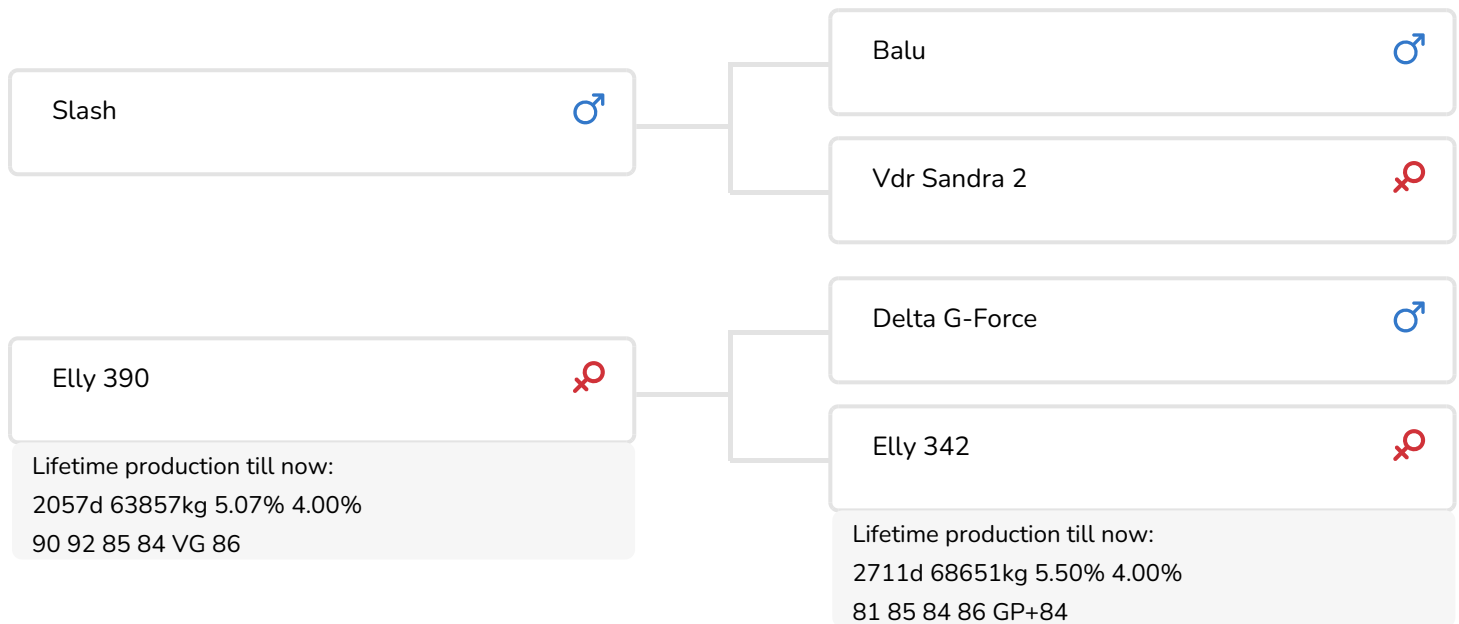 Slash
Elly 390
Lifetime production till now:
2057d 63857kg 5.07% 4.00%
90 92 85 84 VG 86
Balu
Vdr Sandra 2
Delta G-Force
Elly 342
Lifetime production till now:
2711d 68651kg 5.50% 4.00%
81 85 84 86 GP+84